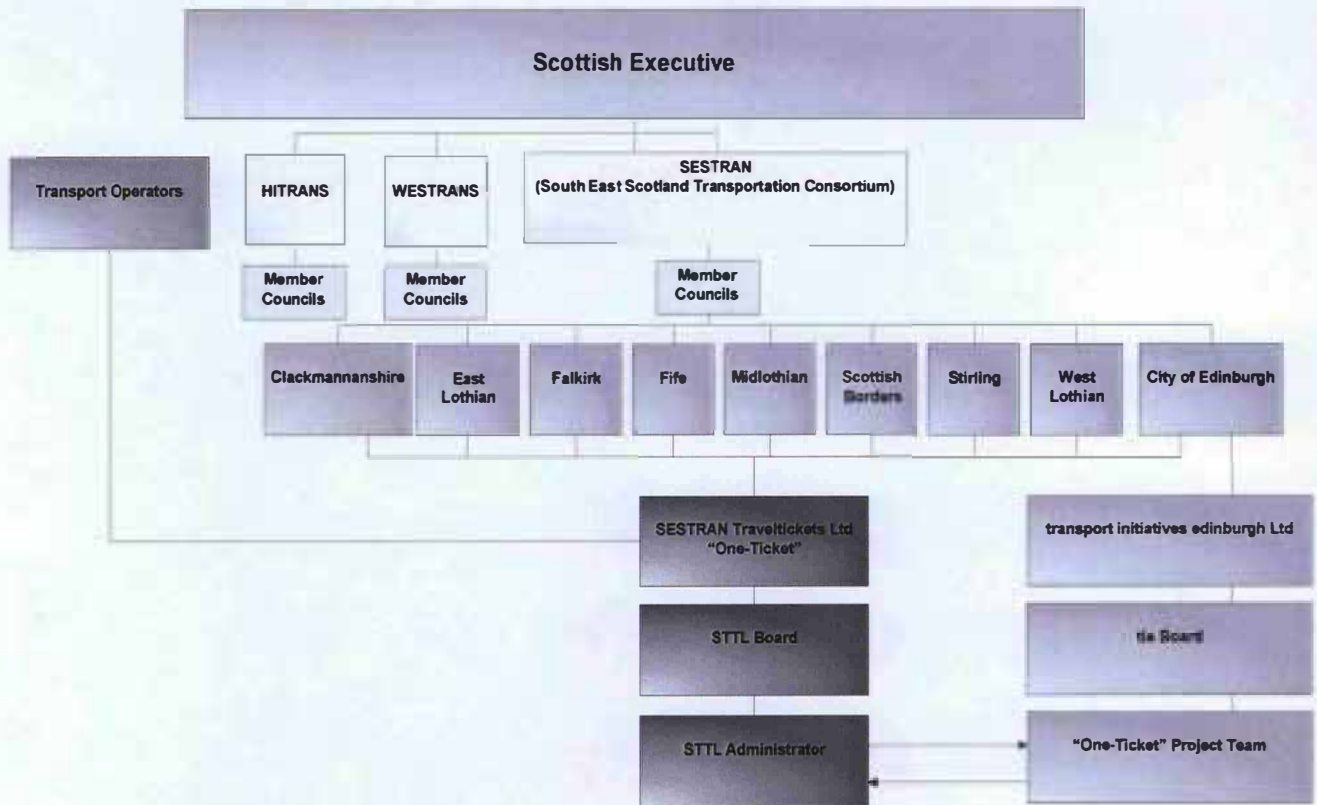 Scottish Executive
Transport Operators
HITRANS
WESTRANS
SESTRAN
(South East Scotland Transportation Consortium)
Member
Councils
Member
Councils
Member
Councils
Clackmannanshire
East
Lothian
Falkirk
Fife
Midlothian
Scottish
Borders
Stirling
West
Lothian
City of Edinburgh
SESTRAN Traveltickets Ltd
"One-Ticket"
transport initiatives edinburgh Ltd
STTL Board
tie Board
STTL Administrator
"One-Ticket" Project Team